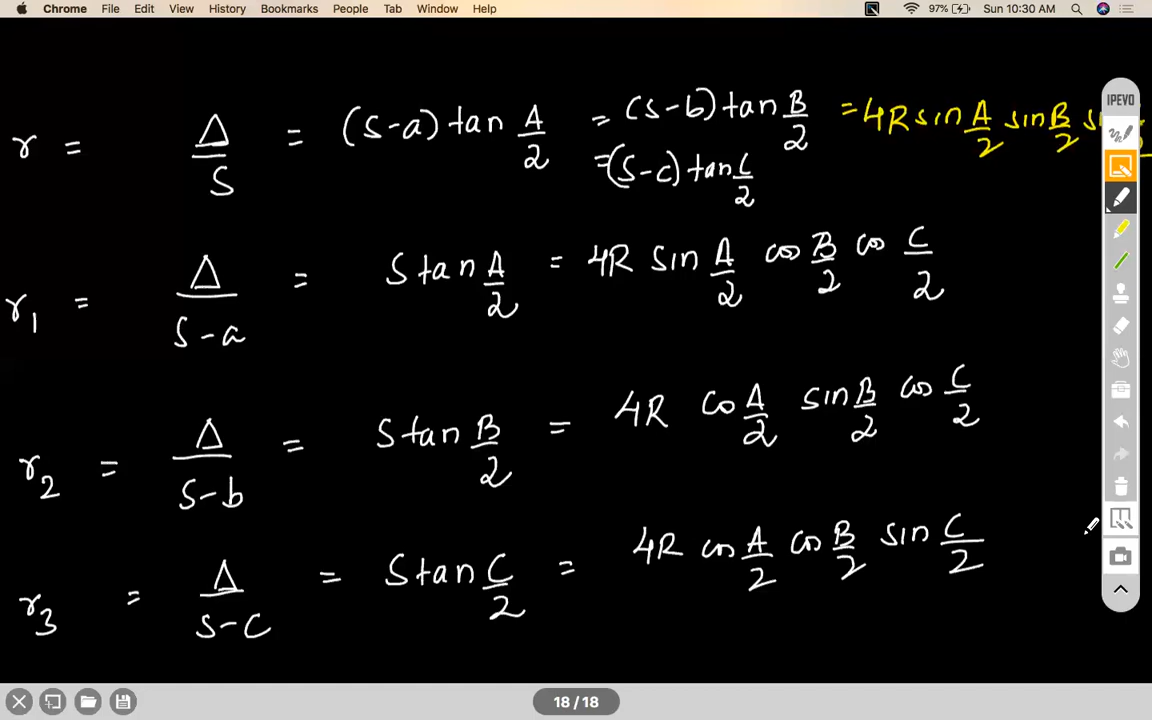 Chrome File Edit View History Bookmarks People Tab Window Help 97% Sun 10:30 AM
IPEVO
r = Δ/S = (s-a) tan A/2 = (s-b) tan B/2 = 4R sin A/2 sin B/2
= (s-c) tan C/2
r₁ = Δ/s-a = S tan A/2 = 4R sin A/2 cos B/2 cos C/2
r₂ = Δ/s-b = S tan B/2 = 4R cos A/2 sin B/2 cos C/2
r₃ = Δ/s-c = S tan C/2 = 4R cos A/2 cos B/2 sin C/2
18 / 18